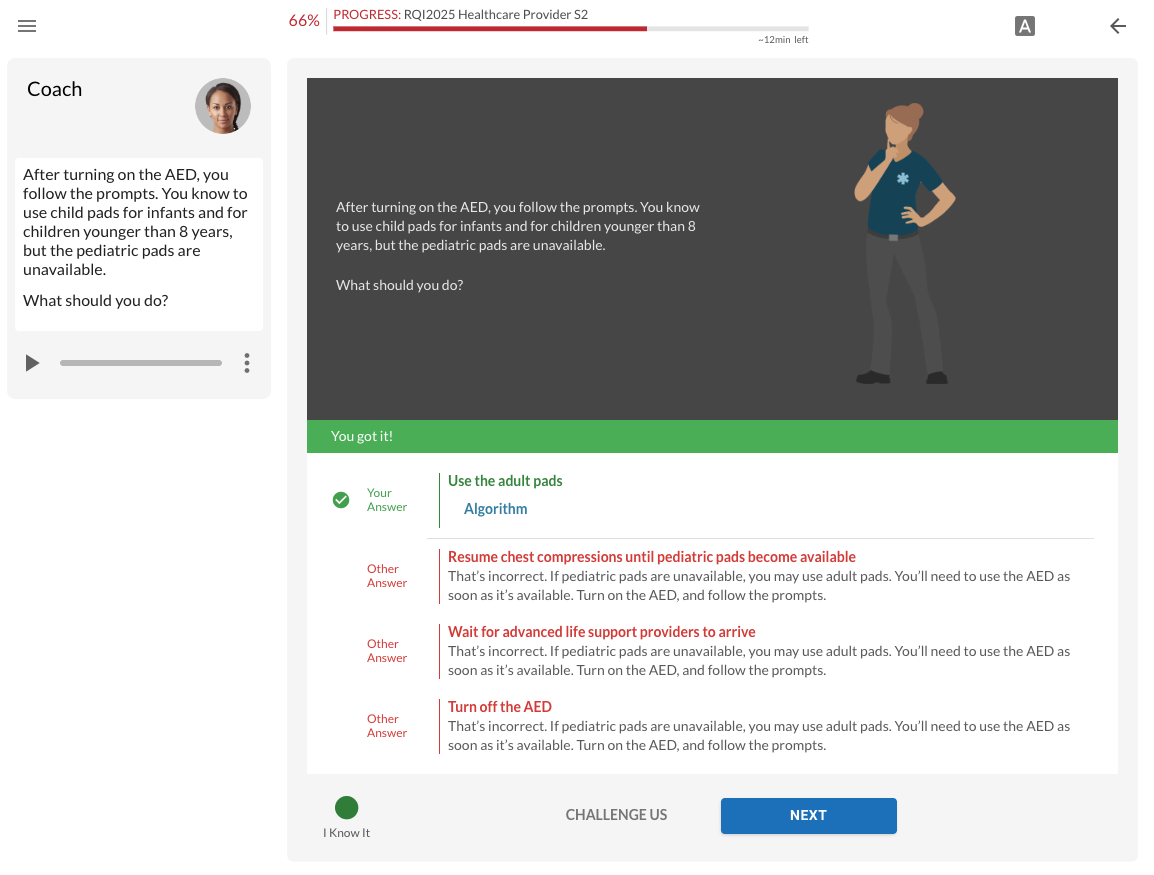 66%
PROGRESS: RQI2025 Healthcare Provider S2
~12min left
A
Coach
After turning on the AED, you
follow the prompts. You know to
use child pads for infants and for
children younger than 8 years,
but the pediatric pads are
unavailable.
What should you do?
After turning on the AED, you follow the prompts. You know
to use child pads for infants and for children younger than 8
years, but the pediatric pads are unavailable.
What should you do?
You got it!
Your
Answer
Use the adult pads
Algorithm
Other
Answer
Resume chest compressions until pediatric pads become available
That's incorrect. If pediatric pads are unavailable, you may use adult pads. You'll need to use the AED as
soon as it's available. Turn on the AED, and follow the prompts.
Other
Answer
Wait for advanced life support providers to arrive
That's incorrect. If pediatric pads are unavailable, you may use adult pads. You'll need to use the AED as
soon as it's available. Turn on the AED, and follow the prompts.
Other
Answer
Turn off the AED
That's incorrect. If pediatric pads are unavailable, you may use adult pads. You'll need to use the AED as
soon as it's available. Turn on the AED, and follow the prompts.
I Know It
CHALLENGE US
NEXT